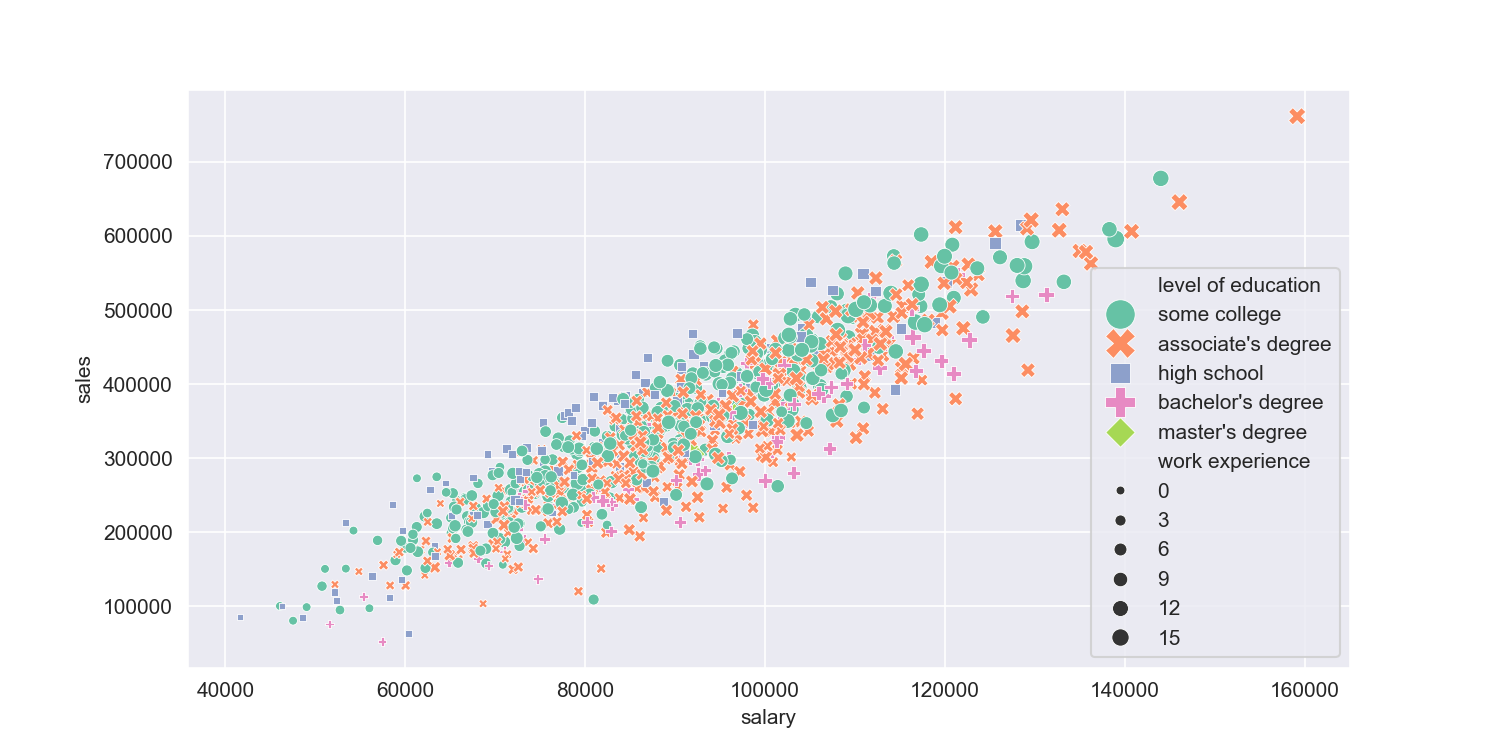 700000
600000
500000
400000
300000
200000
100000
sales
40000 60000 80000 100000 120000 140000 160000
salary
level of education
some college
associate's degree
high school
bachelor's degree
master's degree
work experience
0
3
6
9
12
15